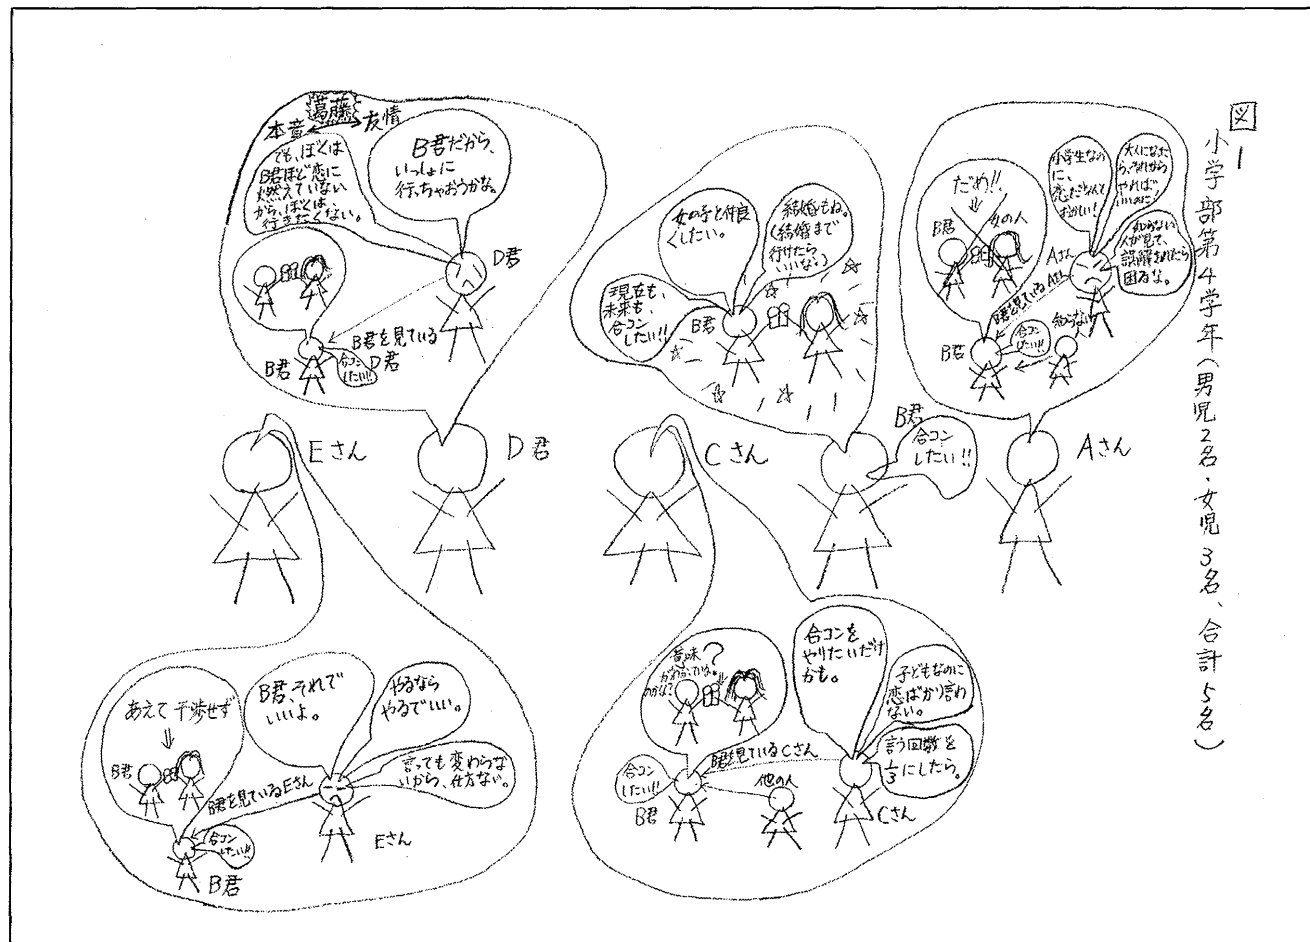 図1
小学部第4学年(男児2名・女児3名、合計5名)
大人になったら、それからやればいいのに!
小学生なのに、恋だなんておかしい!
知らない人が見て、誤解されたら困るな。
だめ!!
B君
女の人
Aさん
B君を見ているAさん
合コンしたい!!
知らない人
B君
Aさん
結婚もね。
(結婚まで行けたらいいな。)
女の子と仲良くしたい。
現在も、未来も、合コンしたい!!
B君
B君
合コンしたい!!
Cさん
合コンをやりたいだけかも。
子どもなのに恋ばかり言わない。
言う回数を1/3にしたら。
意味がわかっているのかな?
B君を見ているCさん
合コンしたい!!
B君
他の人
Cさん
葛藤
本音
友情
B君だから、
いっしょに
行っちゃおうかな。
でも、ぼくは
B君ほど恋に
燃えていない
から、ぼくは、
行きたくない。
D君
B君を見ているD君
合コンしたい!!
B君
D君
Eさん
やるならやるでいい。
B君、それでいいよ。
言っても変わらないから、仕方ない。
あえて干渉せず
B君
B君を見ているEさん
合コンしたい!!
Eさん
B君